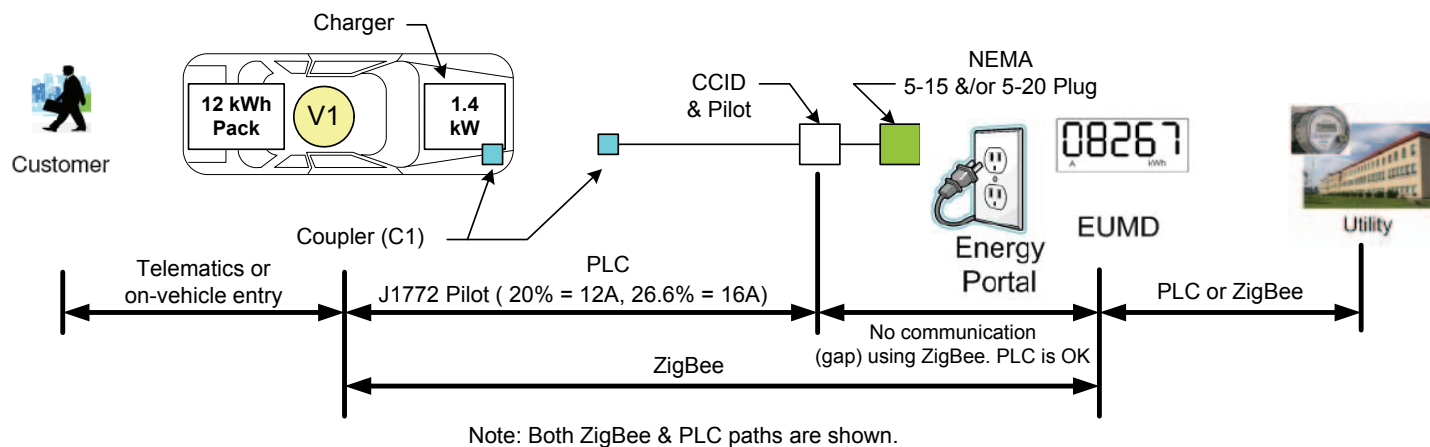 Charger
12 kWh
Pack
V1
1.4
kW
CCID
& Pilot
NEMA
5-15 &/or 5-20 Plug
08267
A
kWh
Customer
Coupler (C1)
Energy
Portal
EUMD
Utility
Telematics or
on-vehicle entry
PLC
J1772 Pilot ( 20% = 12A, 26.6% = 16A)
No communication
(gap) using ZigBee. PLC is OK
PLC or ZigBee
ZigBee
Note: Both ZigBee & PLC paths are shown.